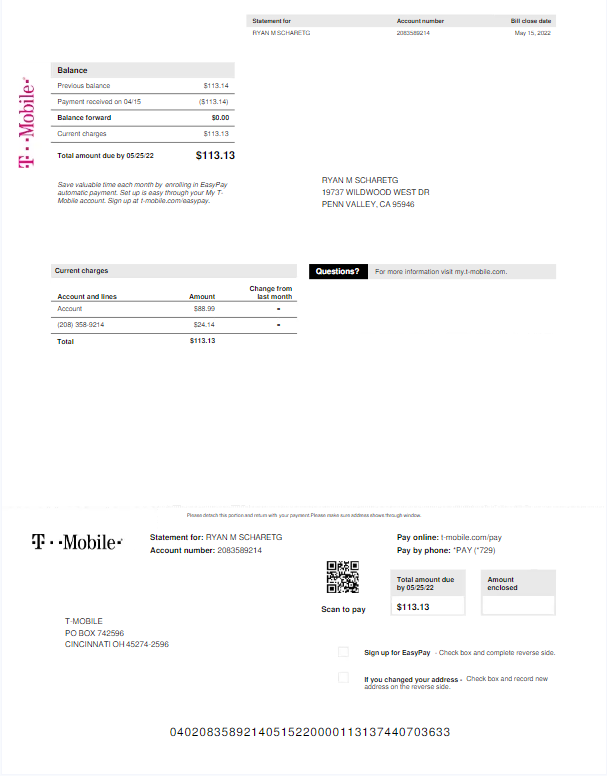 Statement for Account number Bill close date
RYAN M SCHARETG 2083589214 May 15, 2022
T··Mobile·
Balance
Previous balance $113.14
Payment received on 04/15 ($113.14)
Balance forward $0.00
Current charges $113.13
Total amount due by 05/25/22 $113.13
Save valuable time each month by enrolling in EasyPay
automatic payment. Set up is easy through your My T-
Mobile account. Sign up at t-mobile.com/easypay.
RYAN M SCHARETG
19737 WILDWOOD WEST DR
PENN VALLEY, CA 95946
Current charges
Account and lines Amount Change from last month
Account $88.99 -
(208) 358-9214 $24.14 -
Total $113.13
Questions? For more information visit my.t-mobile.com.
Please detach this portion and return with your payment.Please make sure address shows through window.
T··Mobile·
Statement for: RYAN M SCHARETG
Account number: 2083589214
Pay online: t-mobile.com/pay
Pay by phone: *PAY (*729)
Scan to pay
Total amount due
by 05/25/22
$113.13
Amount
enclosed
T-MOBILE
PO BOX 742596
CINCINNATI OH 45274-2596
Sign up for EasyPay - Check box and complete reverse side.
If you changed your address - Check box and record new
address on the reverse side.
04020835892140515220000113137440703633